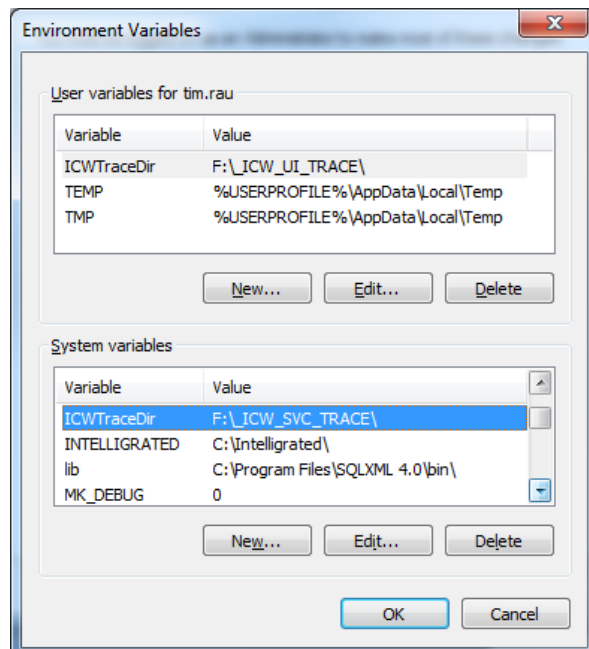 Environment Variables
User variables for tim.rau
Variable Value
ICWTraceDir F:\_ICW_UI_TRACE\
TEMP %USERPROFILE%\AppData\Local\Temp
TMP %USERPROFILE%\AppData\Local\Temp
New... Edit... Delete
System variables
Variable Value
ICWTraceDir F:\_ICW_SVC_TRACE\
INTELLIGRATED C:\Intelligrated\
lib C:\Program Files\SQLXML 4.0\bin\
MK_DEBUG 0
New... Edit... Delete
OK Cancel